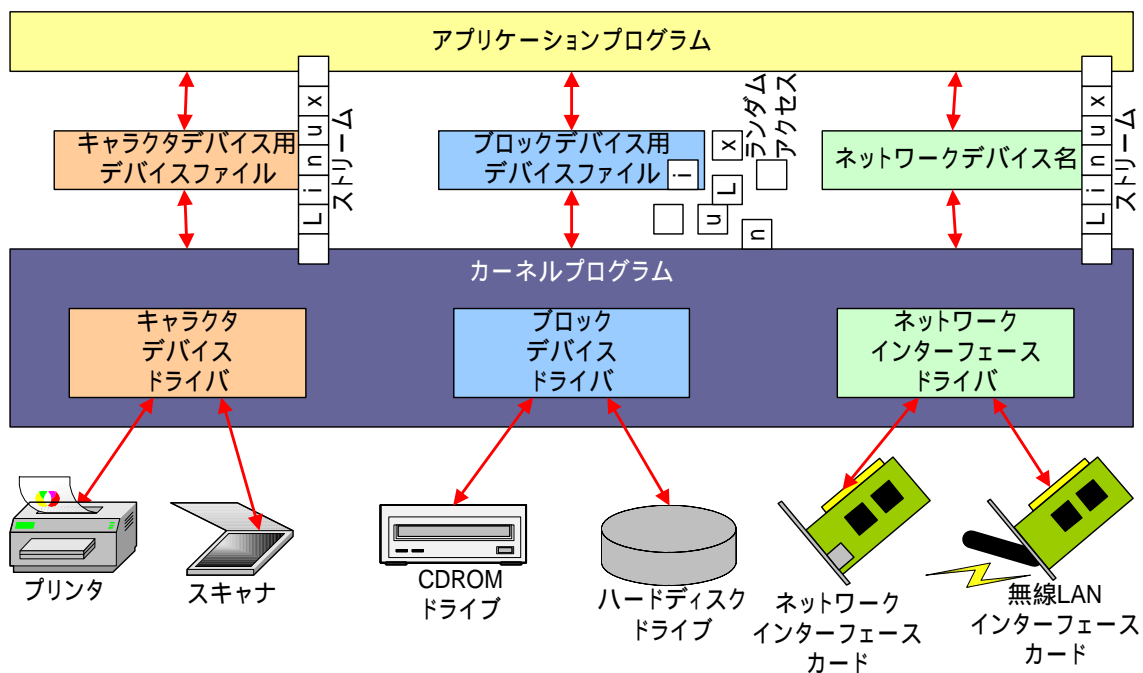 アプリケーションプログラム
キャラクタデバイス用
デバイスファイル
Linux
ストリーム
ブロックデバイス用
デバイスファイル
ランダム
アクセス
x
i
L
u
n
ネットワークデバイス名
Linux
ストリーム
カーネルプログラム
キャラクタ
デバイス
ドライバ
ブロック
デバイス
ドライバ
ネットワーク
インターフェース
ドライバ
プリンタ
スキャナ
CDROM
ドライブ
ハードディスク
ドライブ
ネットワーク
インターフェース
カード
無線LAN
インターフェース
カード